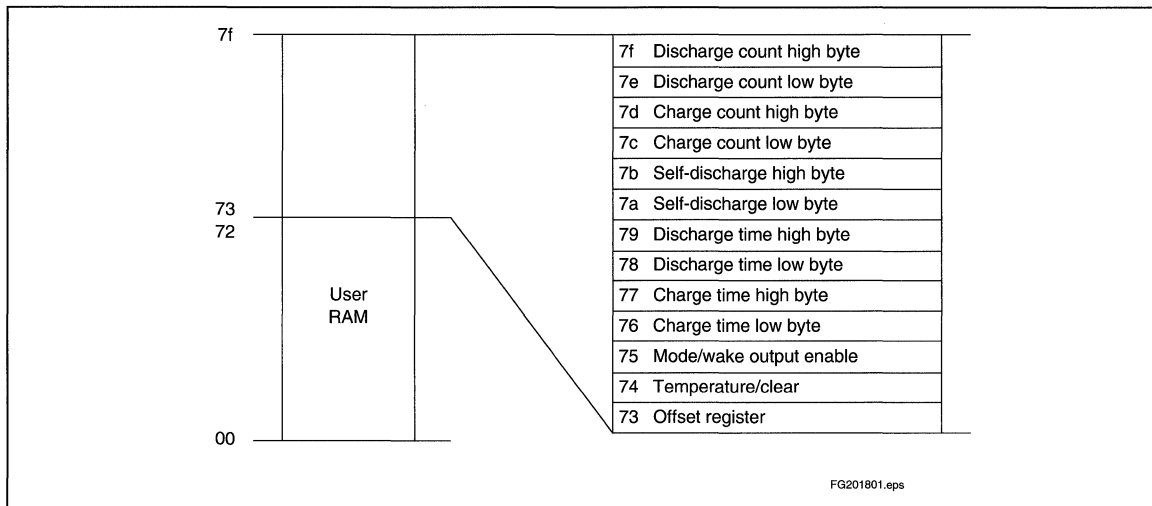 7f
73
72
User
RAM
00
7f Discharge count high byte
7e Discharge count low byte
7d Charge count high byte
7c Charge count low byte
7b Self-discharge high byte
7a Self-discharge low byte
79 Discharge time high byte
78 Discharge time low byte
77 Charge time high byte
76 Charge time low byte
75 Mode/wake output enable
74 Temperature/clear
73 Offset register
FG201801.eps